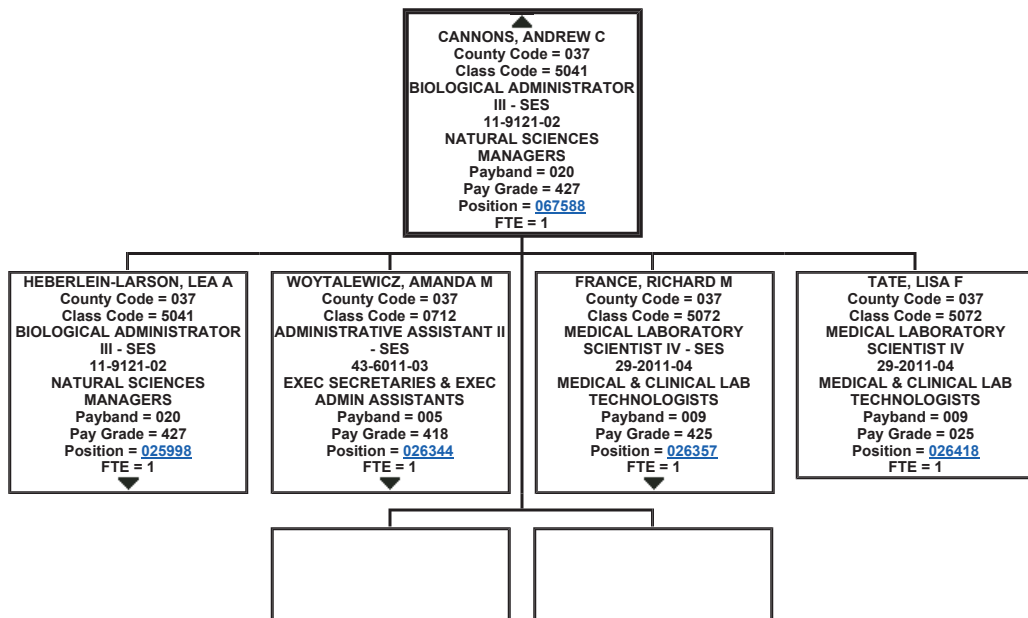 CANNONS, ANDREW C
County Code = 037
Class Code = 5041
BIOLOGICAL ADMINISTRATOR
III - SES
11-9121-02
NATURAL SCIENCES
MANAGERS
Payband = 020
Pay Grade = 427
Position = 067588
FTE = 1
HEBERLEIN-LARSON, LEA A
County Code = 037
Class Code = 5041
BIOLOGICAL ADMINISTRATOR
III - SES
11-9121-02
NATURAL SCIENCES
MANAGERS
Payband = 020
Pay Grade = 427
Position = 025998
FTE = 1
WOYTALEWICZ, AMANDA M
County Code = 037
Class Code = 0712
ADMINISTRATIVE ASSISTANT II
- SES
43-6011-03
EXEC SECRETARIES & EXEC
ADMIN ASSISTANTS
Payband = 005
Pay Grade = 418
Position = 026344
FTE = 1
FRANCE, RICHARD M
County Code = 037
Class Code = 5072
MEDICAL LABORATORY
SCIENTIST IV - SES
29-2011-04
MEDICAL & CLINICAL LAB
TECHNOLOGISTS
Payband = 009
Pay Grade = 425
Position = 026357
FTE = 1
TATE, LISA F
County Code = 037
Class Code = 5072
MEDICAL LABORATORY
SCIENTIST IV
29-2011-04
MEDICAL & CLINICAL LAB
TECHNOLOGISTS
Payband = 009
Pay Grade = 025
Position = 026418
FTE = 1